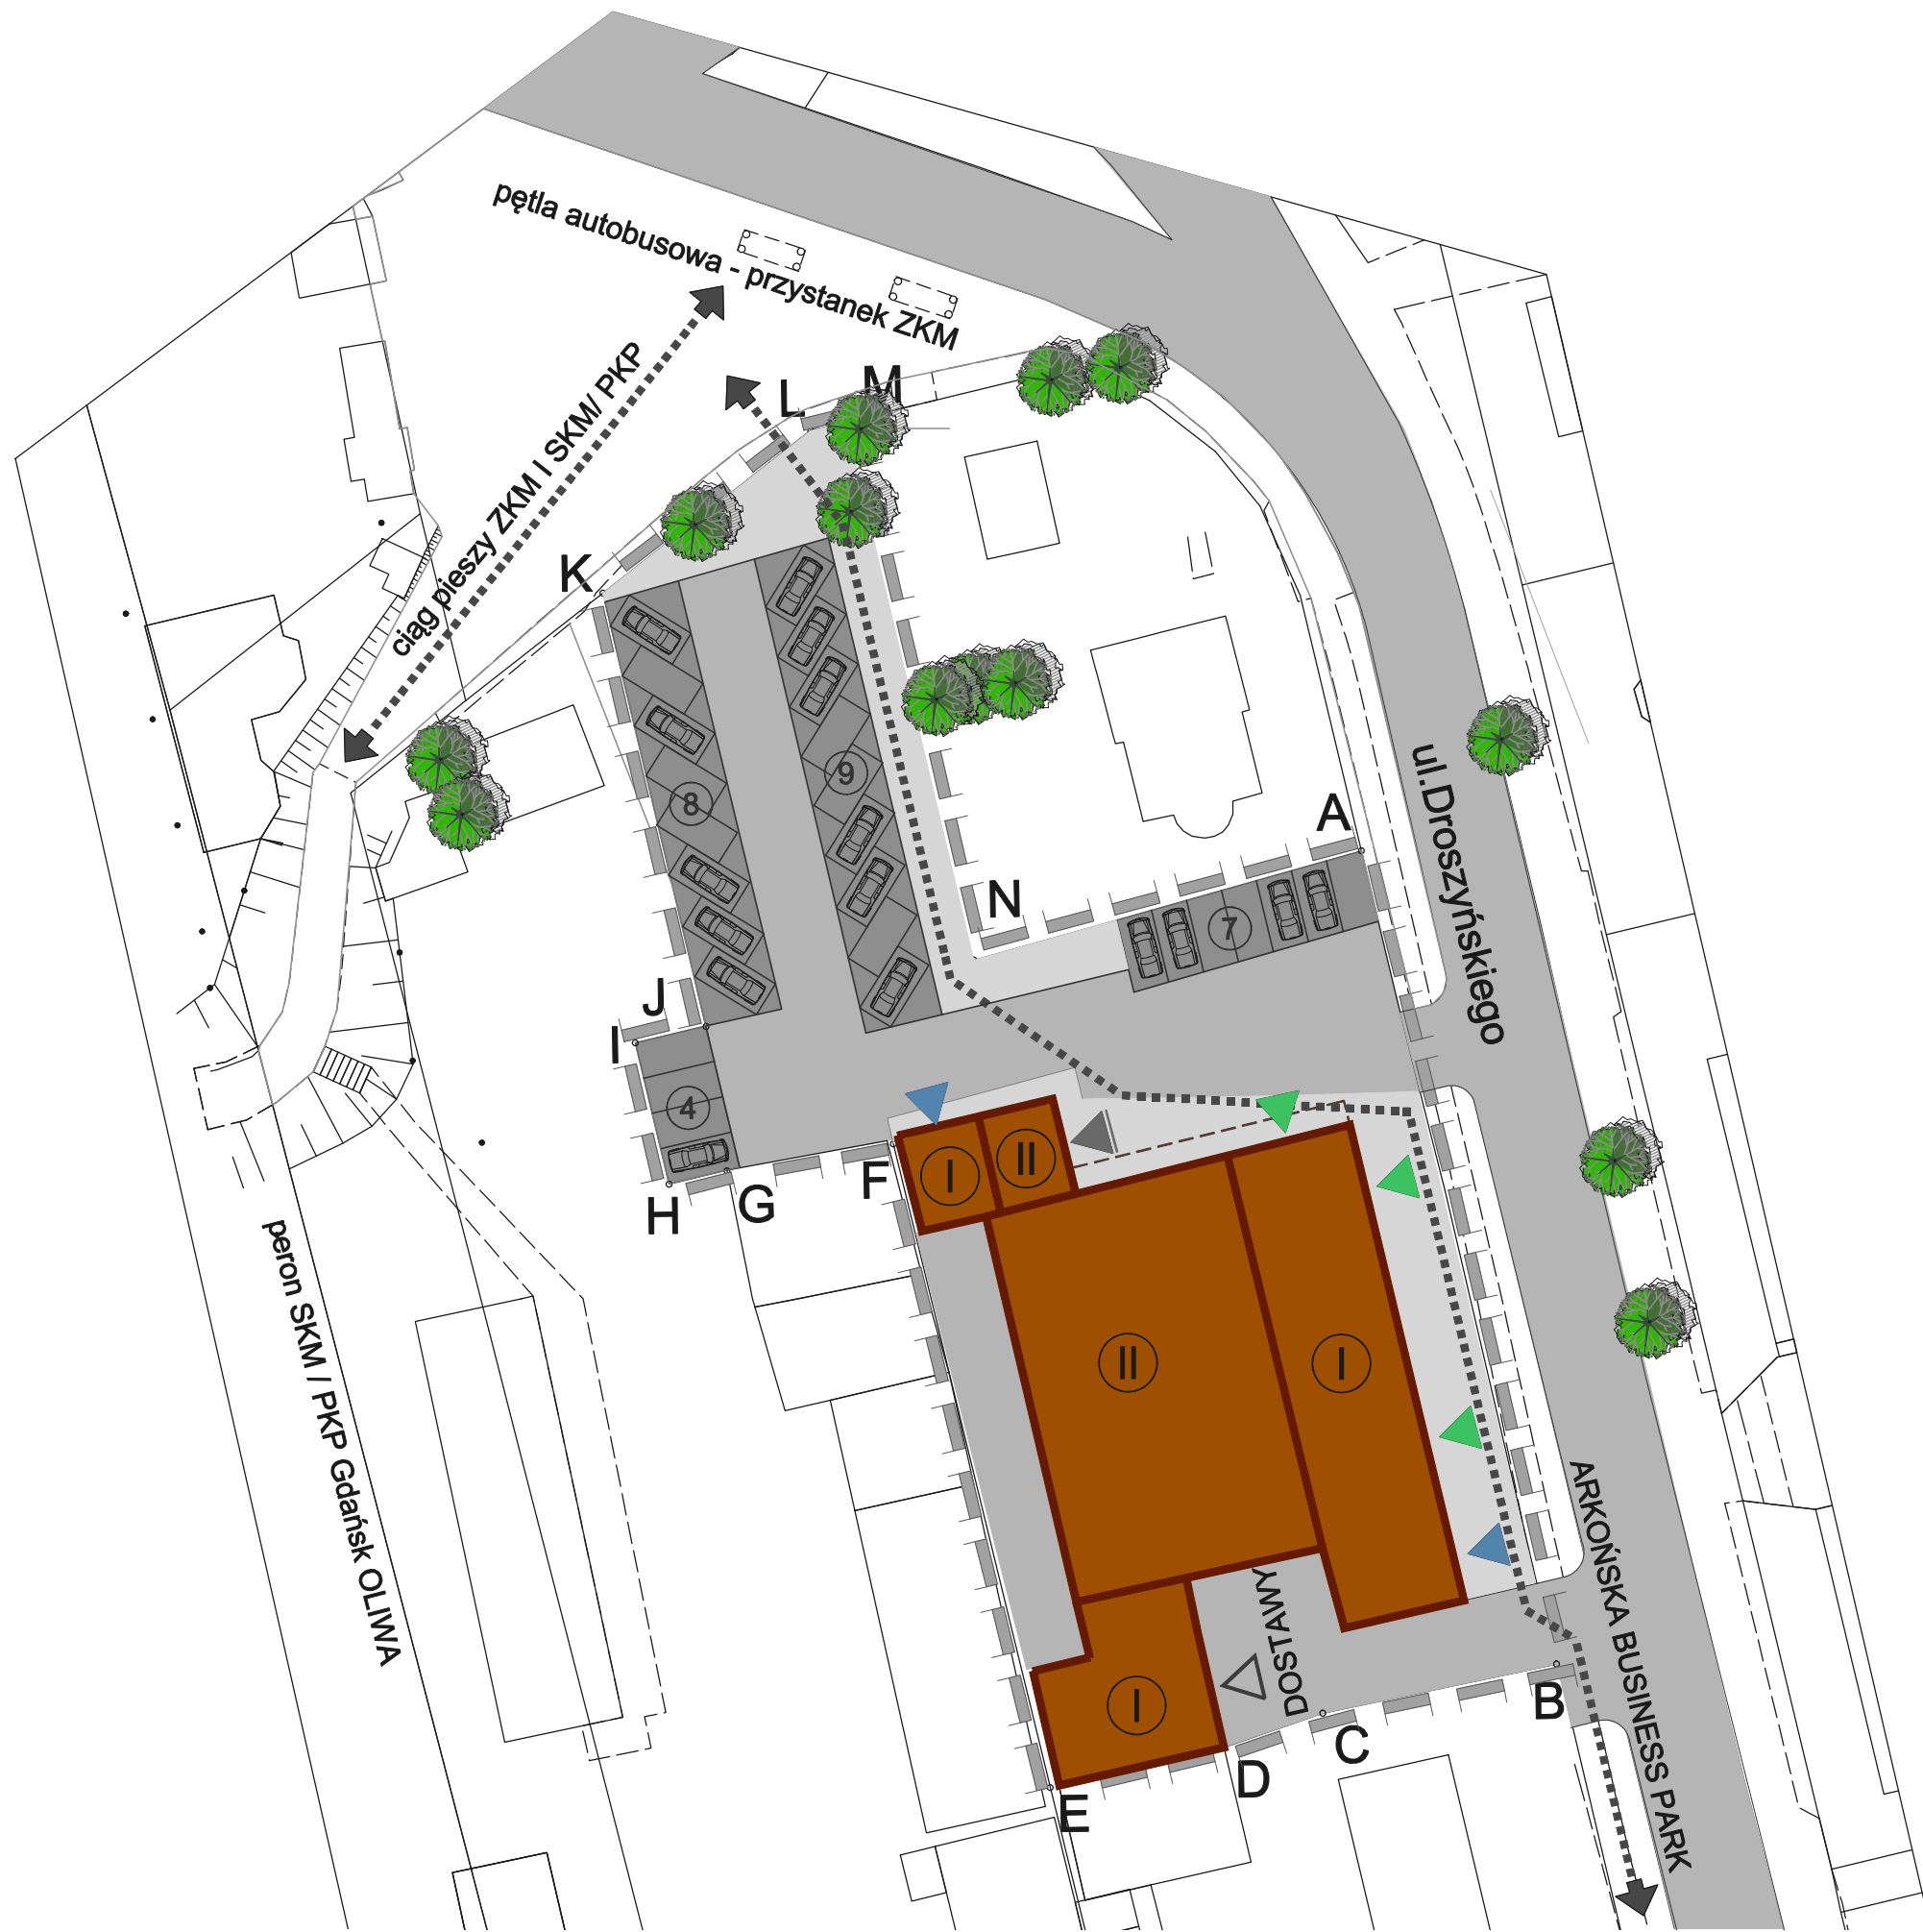 pętla autobusowa - przystanek ZKM
ciąg pieszy ZKM I SKM/ PKP
L
M
K
8
9
N
A
7
ul.Droszyńskiego
J
I
4
H
G
F
I
II
II
I
peron SKM / PKP Gdańsk OLIWA
DOSTAWY
I
ARKOŃSKA BUSINESS PARK
B
C
D
E